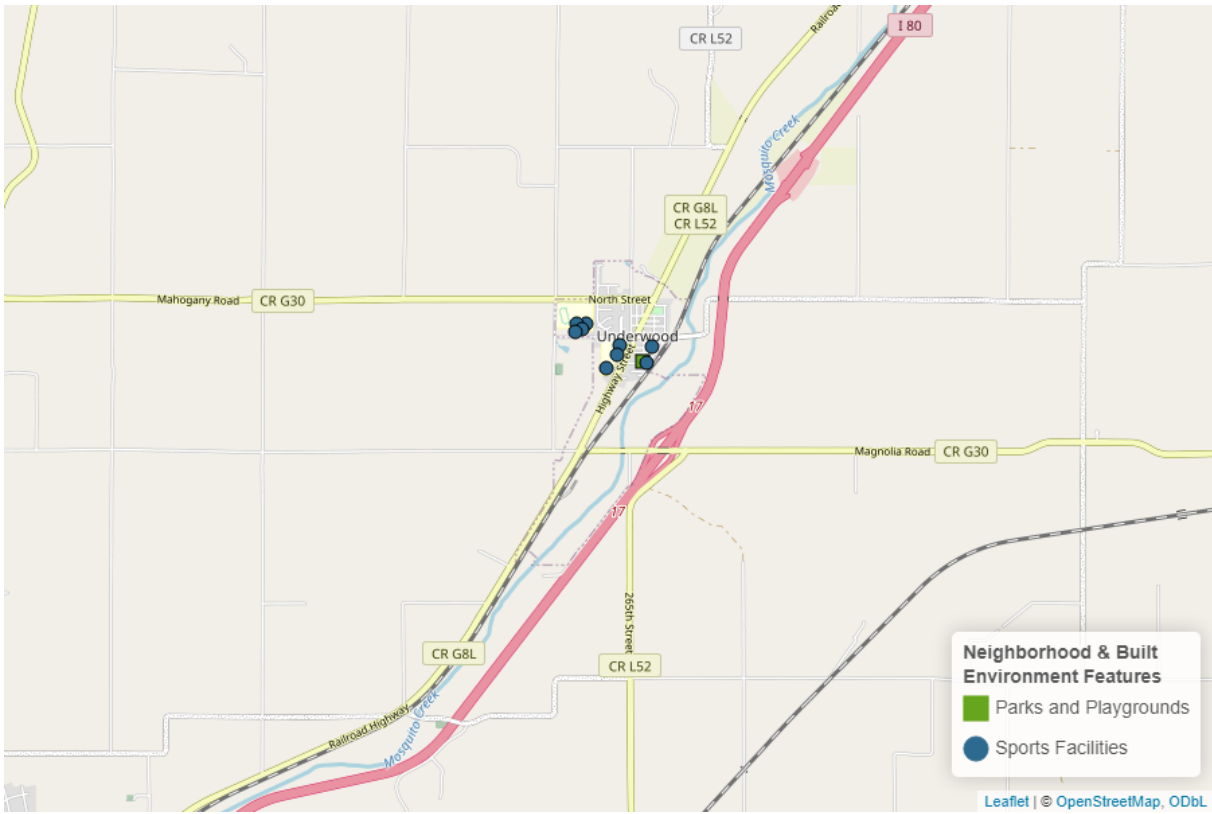 I 80
CR L52
Railroa
Mosquito Creek
CR G8L
CR L52
Mahogany Road
CR G30
North Street
Underwood
Highway Street
17
Magnolia Road
CR G30
17
265th Street
CR G8L
CR L52
Railroad Highway
Mosquito Creek
Neighborhood & Built
Environment Features
Parks and Playgrounds
Sports Facilities
Leaflet | © OpenStreetMap, ODbL